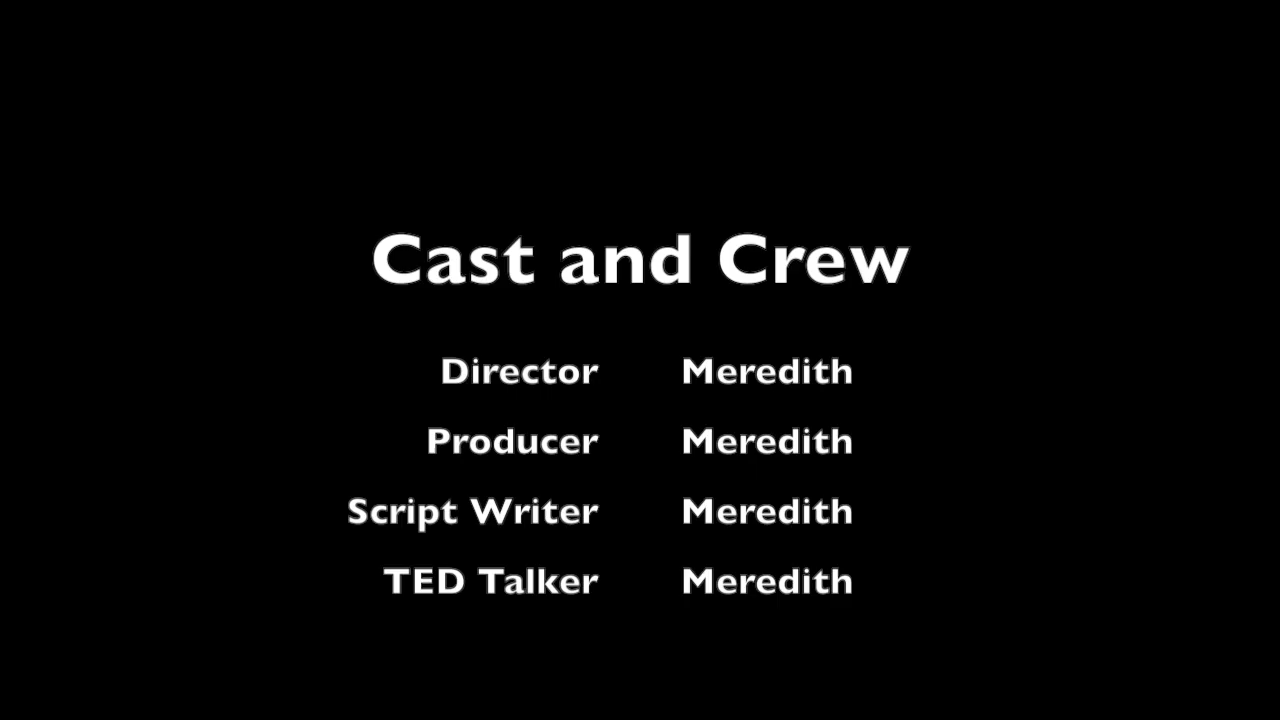 Cast and Crew
Director Meredith
Producer Meredith
Script Writer Meredith
TED Talker Meredith